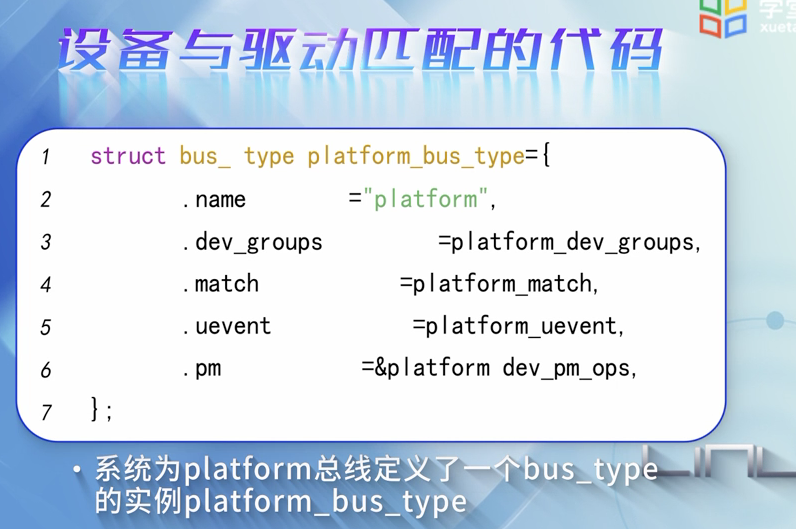 设备与驱动匹配的代码
学堂
xueta
1 struct bus_ type platform_bus_type={
2 .name ="platform",
3 .dev_groups =platform_dev_groups,
4 .match =platform_match,
5 .uevent =platform_uevent,
6 .pm =&platform dev_pm_ops,
7 };
• 系统为platform总线定义了一个bus_type
的实例platform_bus_type